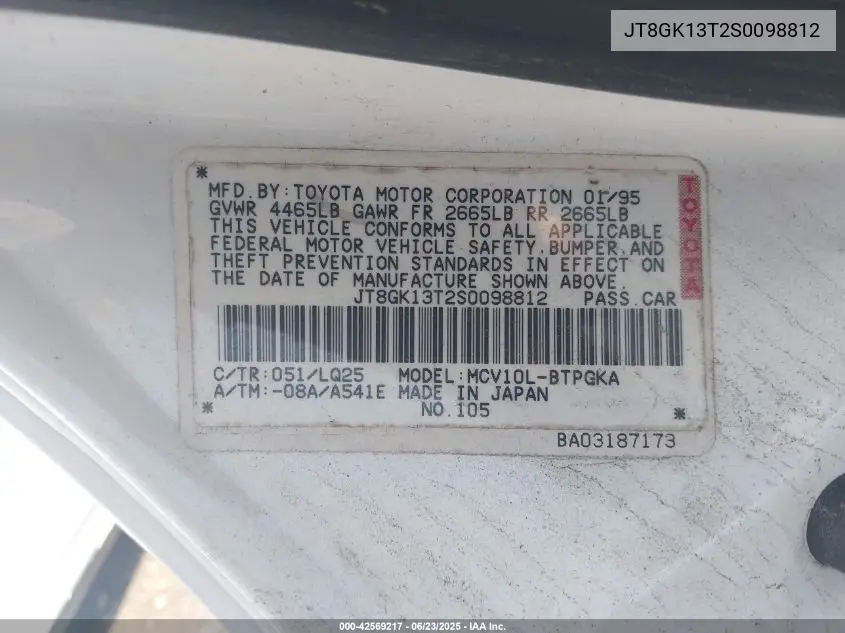 JT8GK13T2S0098812
MFD. BY: TOYOTA MOTOR CORPORATION 01/95
GVWR 4465LB GAWR FR 2665LB RR 2665LB
THIS VEHICLE CONFORMS TO ALL APPLICABLE
FEDERAL MOTOR VEHICLE SAFETY, BUMPER, AND
THEFT PREVENTION STANDARDS IN EFFECT ON
THE DATE OF MANUFACTURE SHOWN ABOVE.
JT8GK13T2S0098812 PASS. CAR
TOYOTA
C/TR: 051/LQ25 MODEL: MCV10L-BTPGKA
A/TM: -08A/A541E MADE IN JAPAN
NO. 105
BA03187173
000-42569217 - 06/23/2025 - IAA Inc.